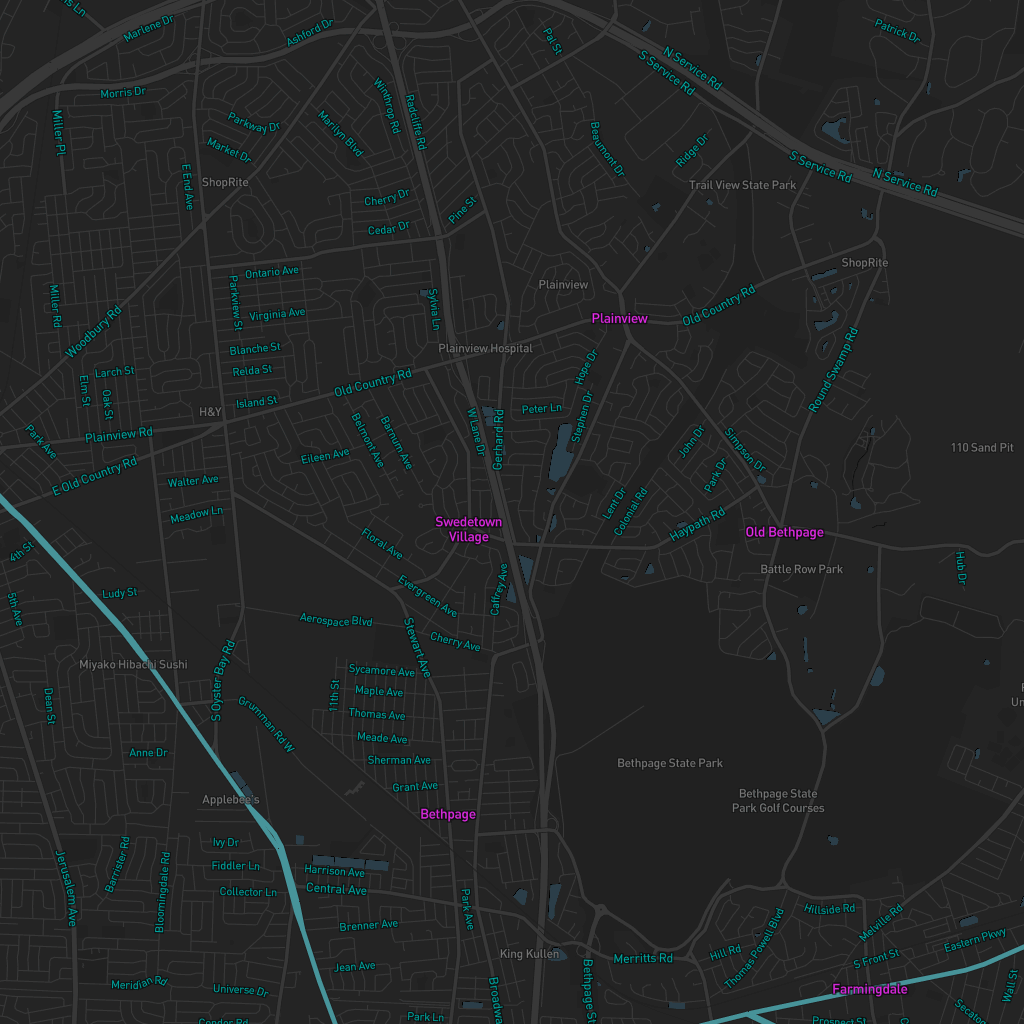 Marlene Dr
Ashford Dr
Pal St
Patrick Dr
N Service Rd
S Service Rd
Morris Dr
Winthrop Rd
Radcliffe Rd
Miller Pl
Parkway Dr
Marilyn Blvd
Beaumont Dr
Market Dr
Ridge Dr
S Service Rd
N Service Rd
E End Ave
ShopRite
Trail View State Park
Cherry Dr
Pine St
Cedar Dr
ShopRite
Ontario Ave
Plainview
Parkview St
Miller Rd
Sylvia Ln
Virginia Ave
Plainview
Old Country Rd
Woodbury Rd
Blanche St
Plainview Hospital
Relda St
Larch St
Hope Dr
Round Swamp Rd
Old Country Rd
Elm St
Oak St
Island St
H&Y
Peter Ln
Stephen Dr
W Lane Dr
Gerhard Rd
Park Ave
Plainview Rd
Belmont Ave
Barnum Ave
John Dr
Simpson Dr
110 Sand Pit
Eileen Ave
E Old Country Rd
Walter Ave
Park Dr
Meadow Ln
Lent Dr
Colonial Rd
Haypath Rd
Swedetown
Village
Old Bethpage
Floral Ave
4th St
Battle Row Park
Hub Dr
Evergreen Ave
Caffrey Ave
Ludy St
5th Ave
Aerospace Blvd
Cherry Ave
Stewart Ave
Miyako Hibachi Sushi
S Oyster Bay Rd
Sycamore Ave
11th St
Maple Ave
Dean St
Thomas Ave
Grumman Rd W
Meade Ave
Anne Dr
Sherman Ave
Bethpage State Park
Grant Ave
Applebee's
Bethpage State
Park Golf Courses
Bethpage
Ivy Dr
Barrister Rd
Fiddler Ln
Harrison Ave
Jerusalem Ave
Bloomingdale Rd
Collector Ln
Central Ave
Park Ave
Hillside Rd
Brenner Ave
Melville Rd
Thomas Powell Blvd
Hill Rd
Eastern Pkwy
King Kullen
Merritts Rd
S Front St
Jean Ave
Meridian Rd
Universe Dr
Bethpage St
Farmingdale
Wall St
Park Ln
Prospect St